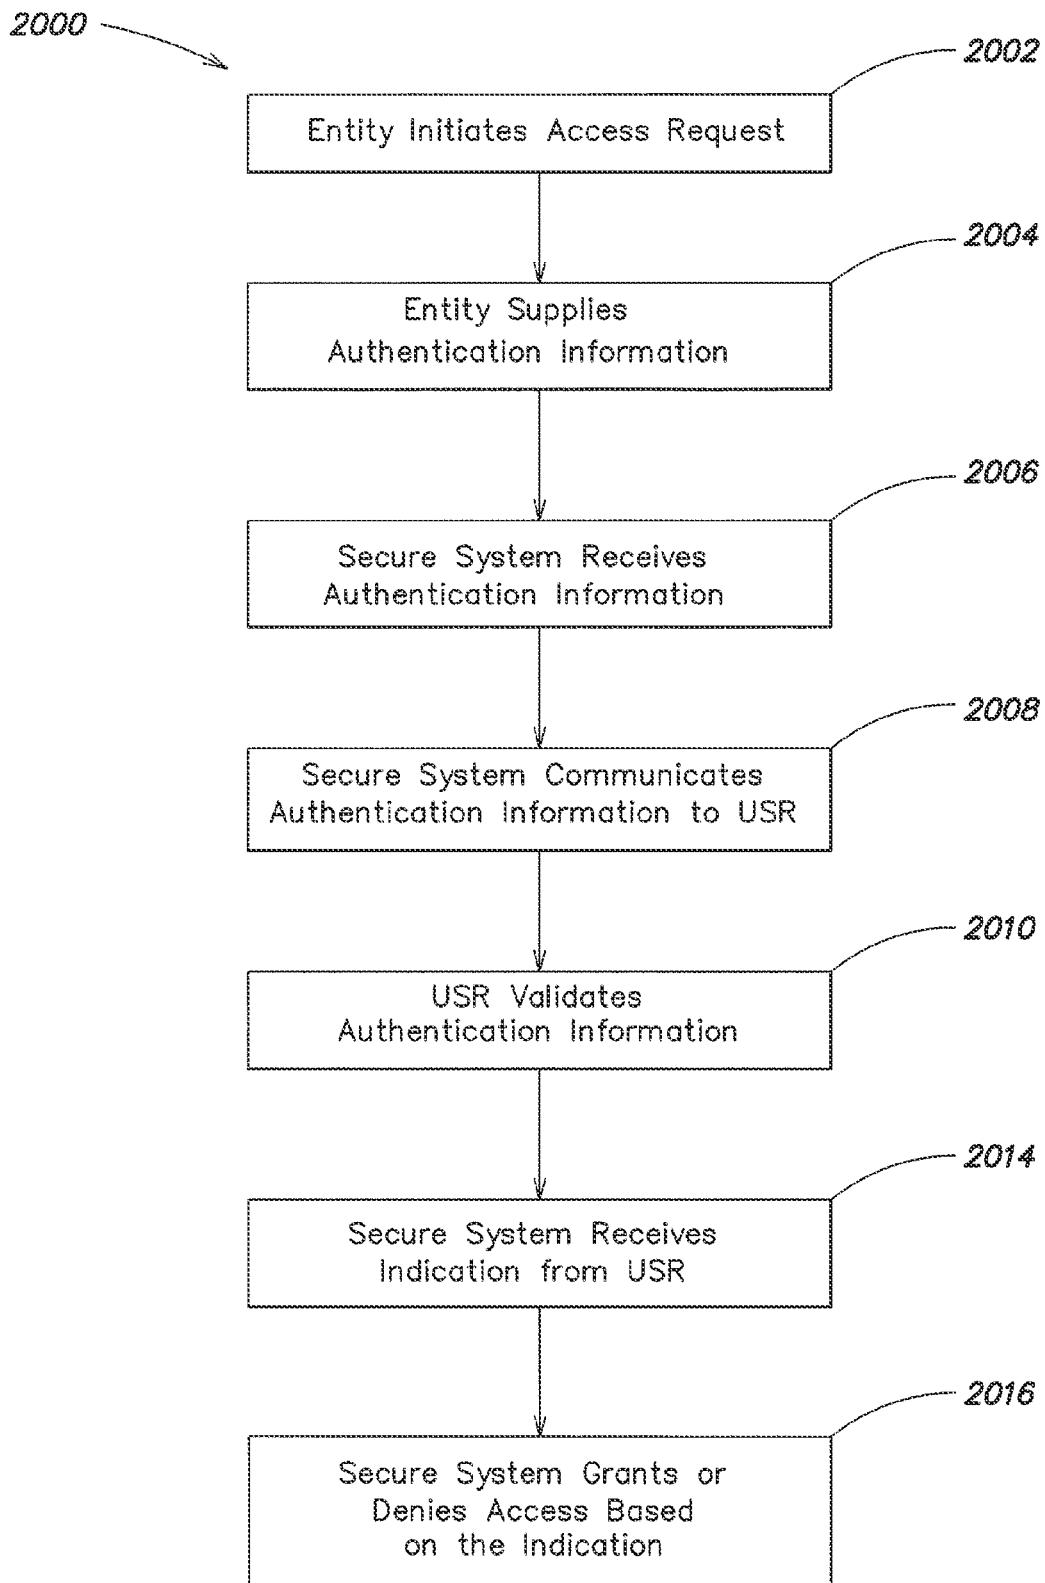 2000
2002
Entity Initiates Access Request
2004
Entity Supplies
Authentication Information
2006
Secure System Receives
Authentication Information
2008
Secure System Communicates
Authentication Information to USR
2010
USR Validates
Authentication Information
2014
Secure System Receives
Indication from USR
2016
Secure System Grants or
Denies Access Based
on the Indication